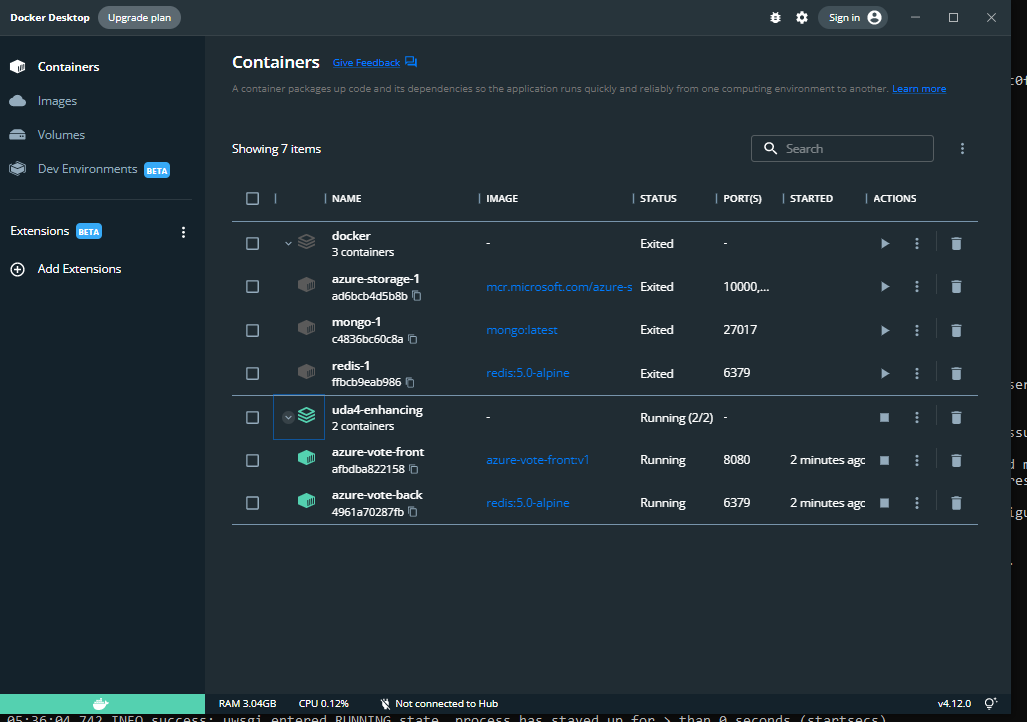 Docker Desktop Upgrade plan Sign in
Containers
Images
Volumes
Dev Environments BETA
Extensions BETA
Add Extensions
Containers Give Feedback
A container packages up code and its dependencies so the application runs quickly and reliably from one computing environment to another. Learn more
Showing 7 items Search
NAME IMAGE STATUS PORT(S) STARTED ACTIONS
docker - Exited -
3 containers
azure-storage-1 mcr.microsoft.com/azure-s Exited 10000,...
ad6bcb4d5b8b
mongo-1 mongo:latest Exited 27017
c4836bc60c8a
redis-1 redis:5.0-alpine Exited 6379
ffbcb9eab986
uda4-enhancing - Running (2/2) -
2 containers
azure-vote-front azure-vote-front:v1 Running 8080 2 minutes ago
afbdba822158
azure-vote-back redis:5.0-alpine Running 6379 2 minutes ago
4961a70287fb
RAM 3.04GB CPU 0.12% Not connected to Hub v4.12.0
05:36:04,742 INFO success: uwsgi entered RUNNING state, process has stayed up for > than 0 seconds (startsecs)